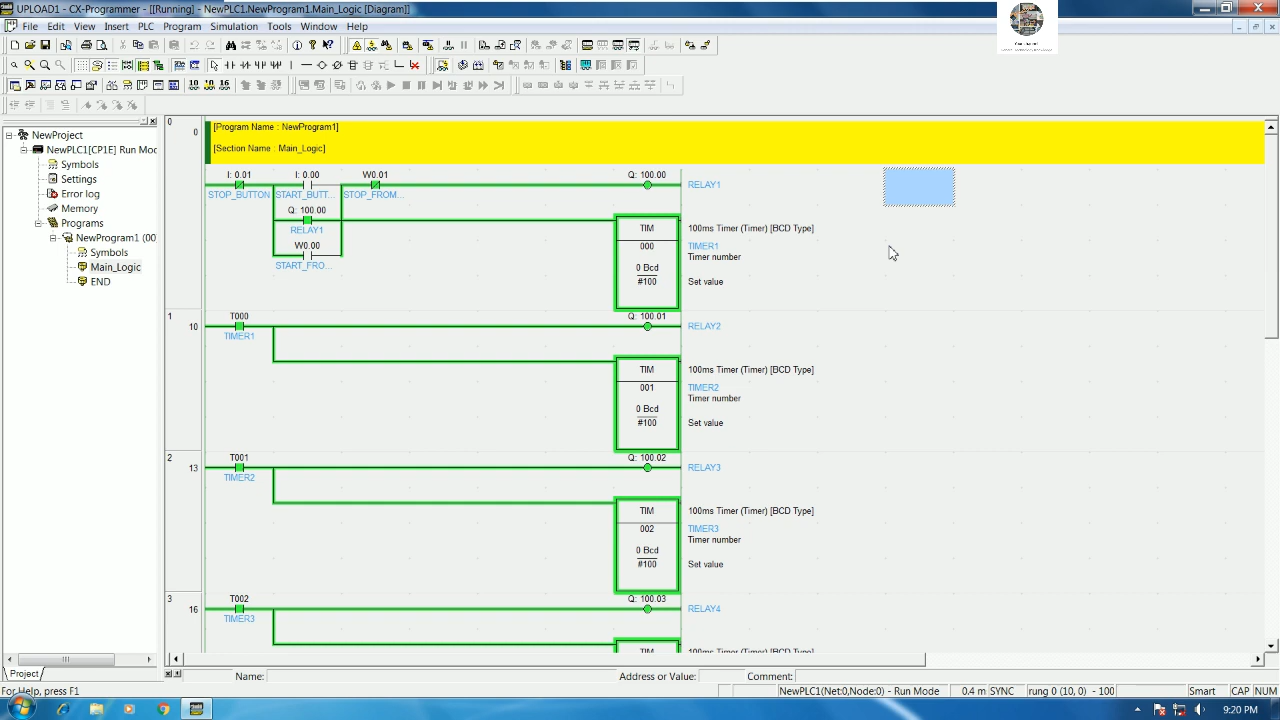 UPLOAD1 - CX-Programmer - [[Running] - NewPLC1.NewProgram1.Main_Logic [Diagram]]
File Edit View Insert PLC Program Simulation Tools Window Help
NewProject
NewPLC1[CP1E] Run Mod
Symbols
Settings
Error log
Memory
Programs
NewProgram1 (00
Symbols
Main_Logic
END
Project
0
0
[Program Name : NewProgram1]
[Section Name : Main_Logic]
I: 0.01 I: 0.00 W0.01 Q: 100.00
RELAY1
STOP_BUTTON START_BUTT... STOP_FROM...
Q: 100.00
RELAY1
TIM 100ms Timer (Timer) [BCD Type]
W0.00
START_FRO...
000 TIMER1
Timer number
0 Bcd
#100 Set value
1
10
T000 Q: 100.01
RELAY2
TIMER1
TIM 100ms Timer (Timer) [BCD Type]
001 TIMER2
Timer number
0 Bcd
#100 Set value
2
13
T001 Q: 100.02
RELAY3
TIMER2
TIM 100ms Timer (Timer) [BCD Type]
002 TIMER3
Timer number
0 Bcd
#100 Set value
3
16
T002 Q: 100.03
RELAY4
TIMER3
TIM 100ms Timer (Timer) [BCD Type]
Name: Address or Value: Comment:
For Help, press F1
NewPLC1(Net:0,Node:0) - Run Mode 0.4 m SYNC rung 0 (10, 0) - 100 Smart CAP NUM
9:20 PM